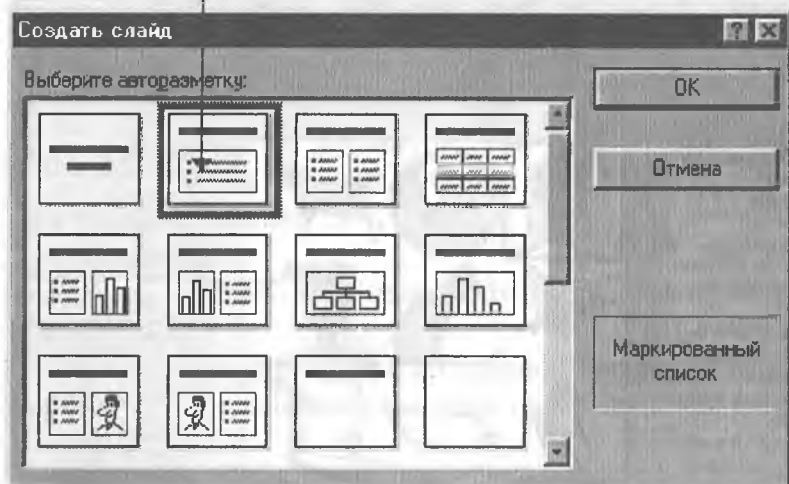 Создать слайд
Выберите авторазметку:
OK
Отмена
Маркированный
список